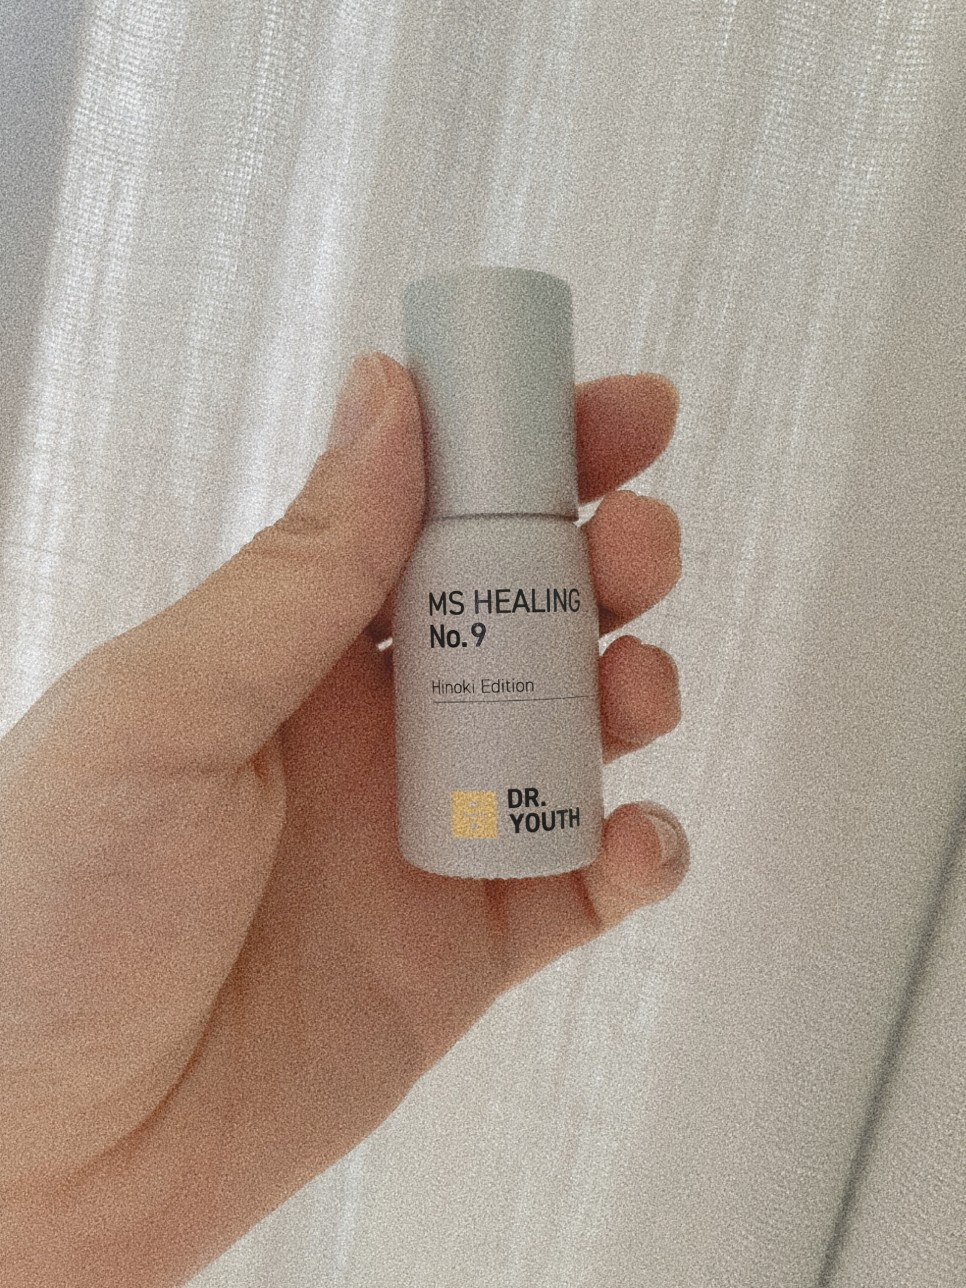 MS HEALING
No.9
Hinoki Edition
DR.
YOUTH